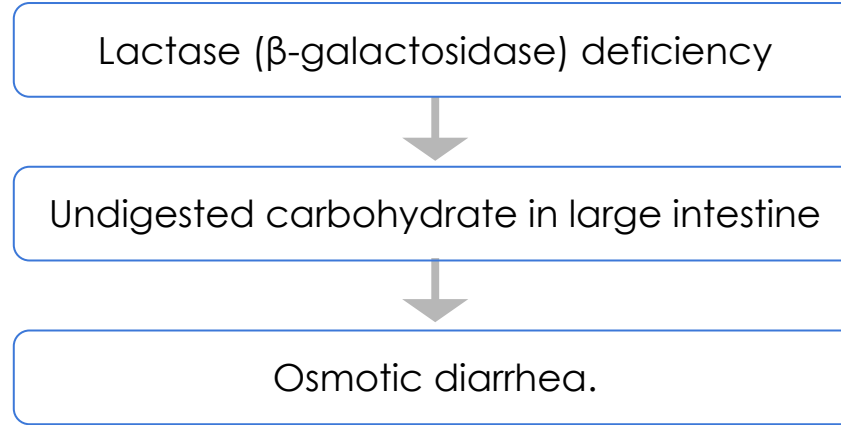 Lactase (β-galactosidase) deficiency
Undigested carbohydrate in large intestine
Osmotic diarrhea.